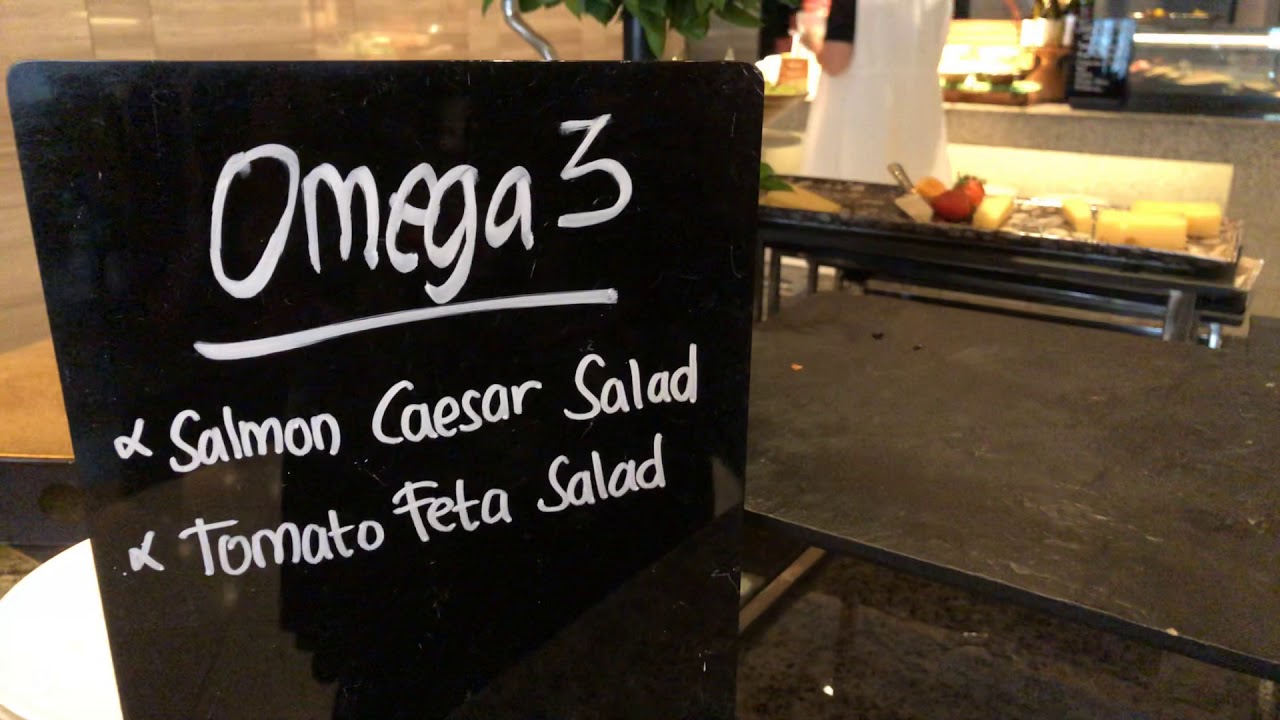 Omega 3
Salmon Caesar Salad
Tomato Feta Salad